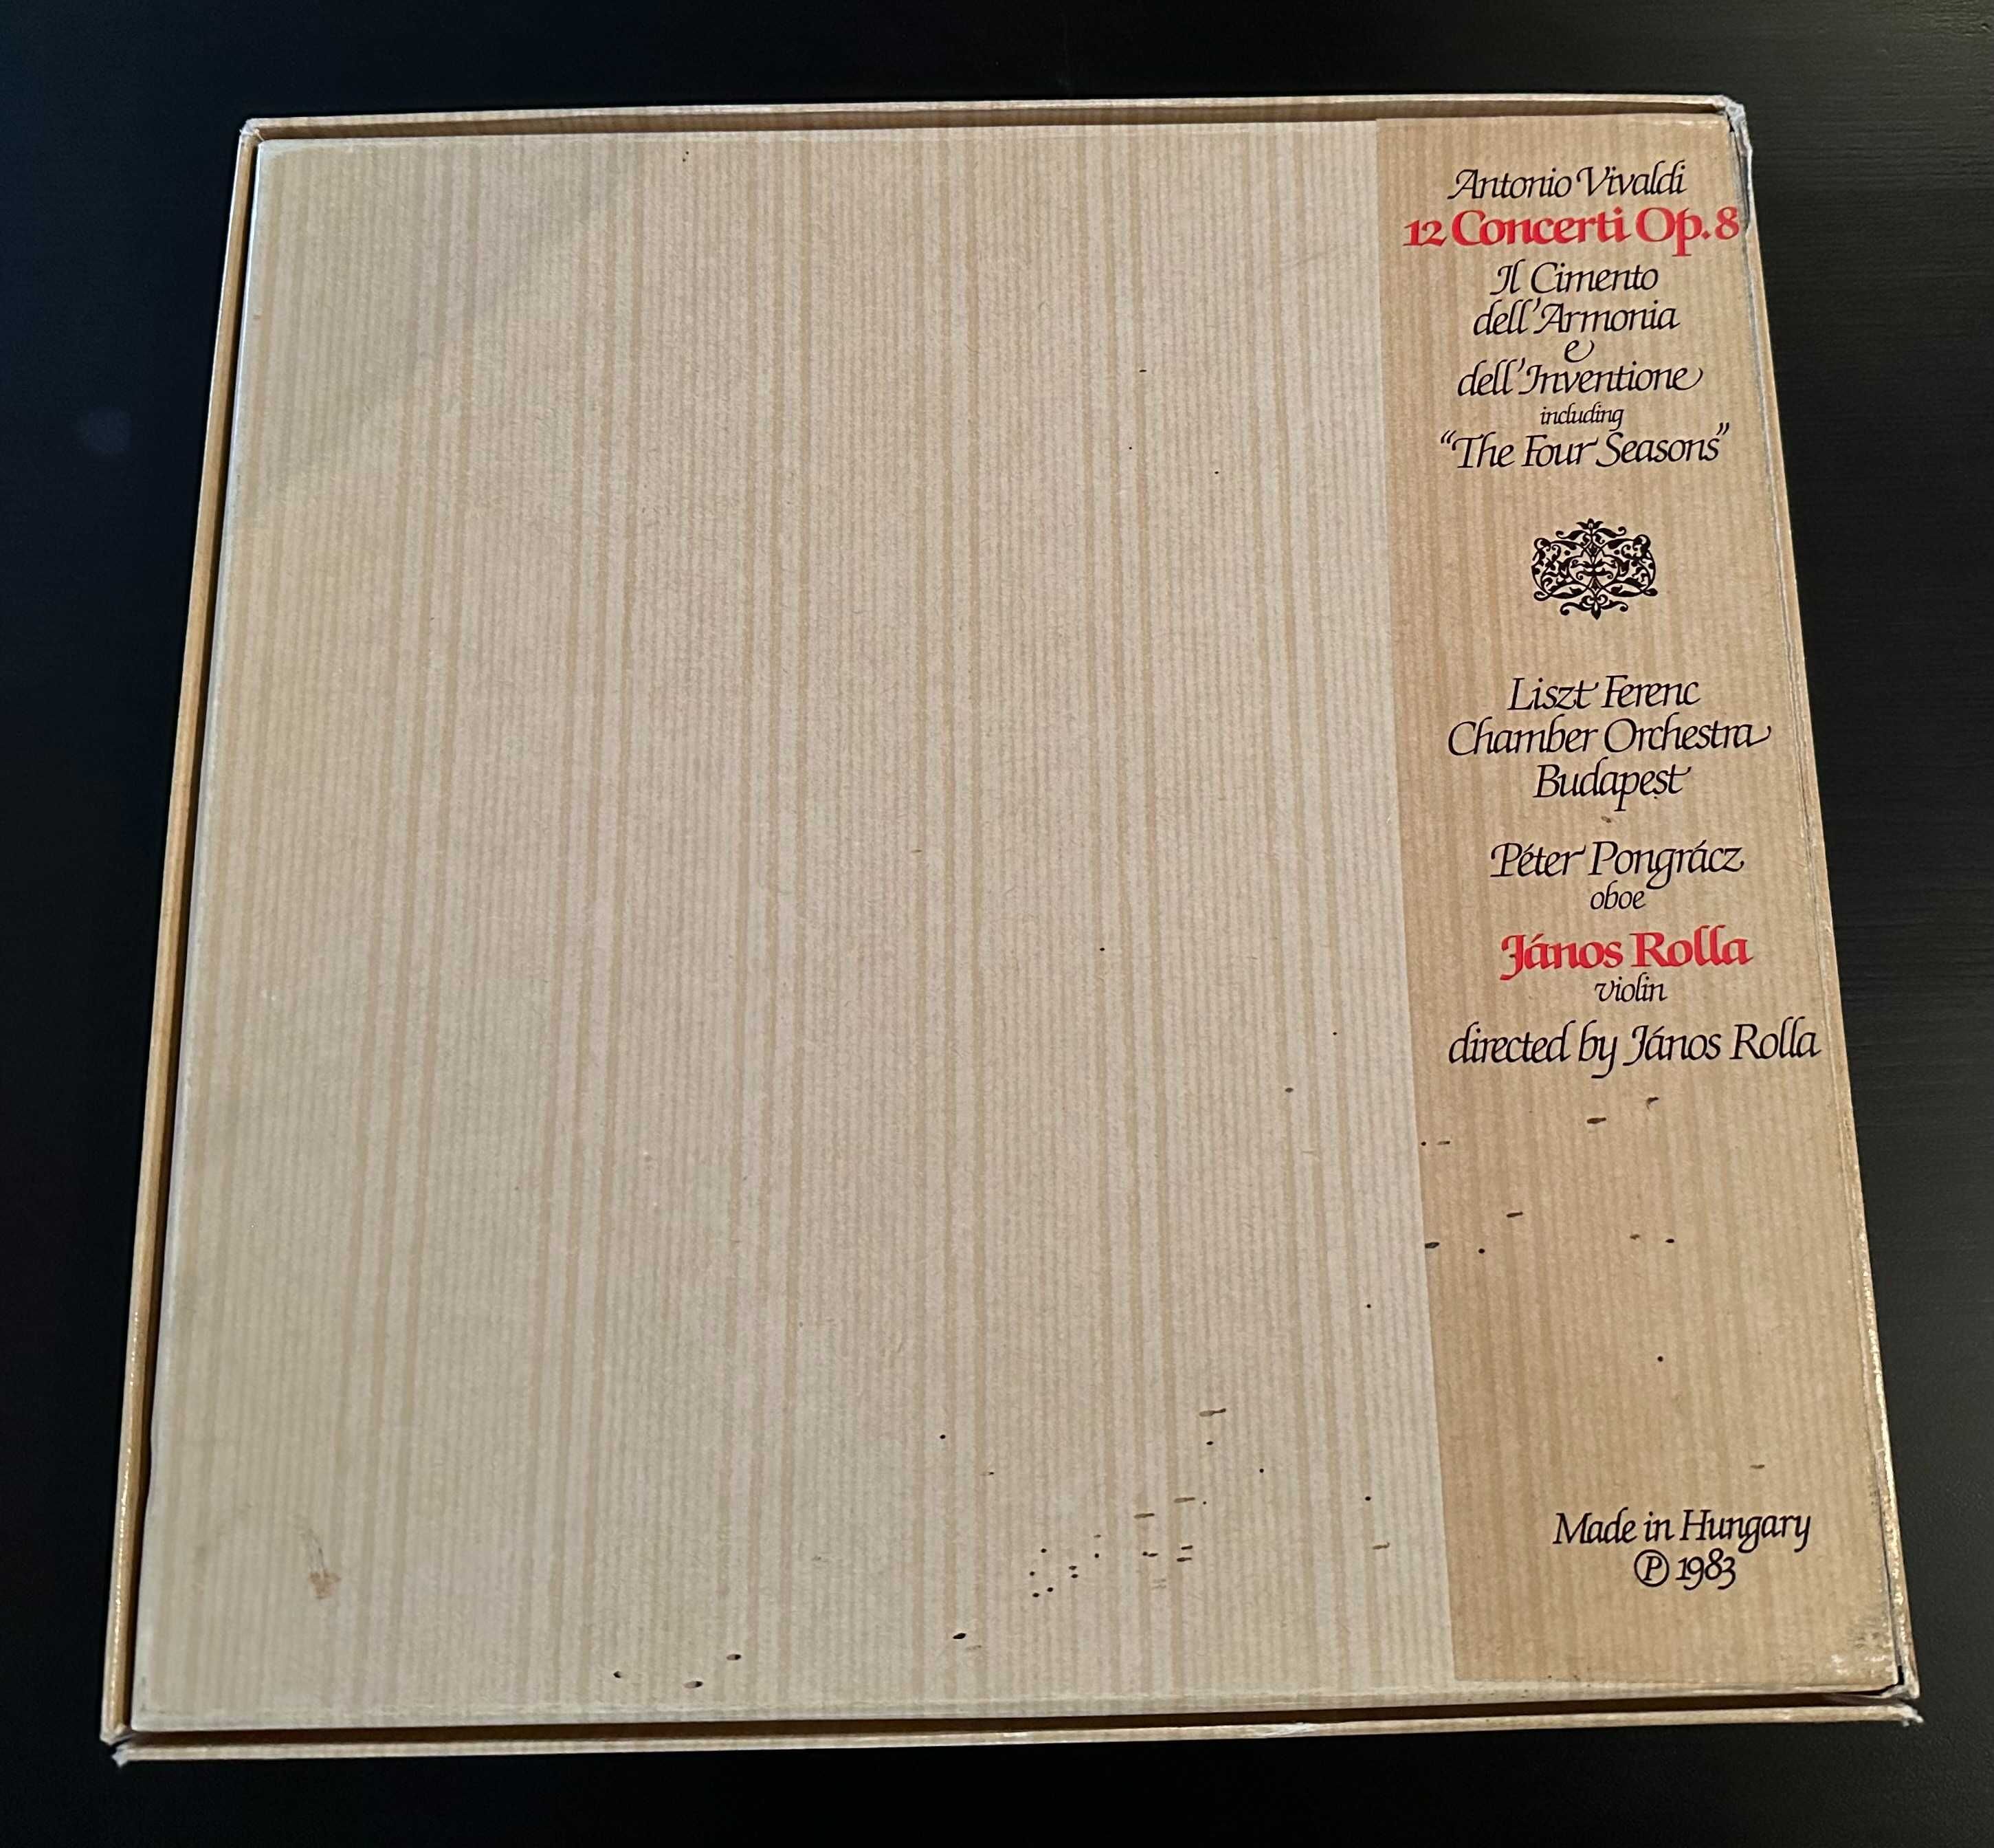 Antonio Vivaldi
12 Concerti Op. 8
Il Cimento
dell'Armonia
e
dell'Inventione
including
“The Four Seasons”
Liszt Ferenc
Chamber Orchestra
Budapest
Péter Pongrácz
oboe
János Rolla
violin
directed by János Rolla
Made in Hungary
Ⓟ 1983